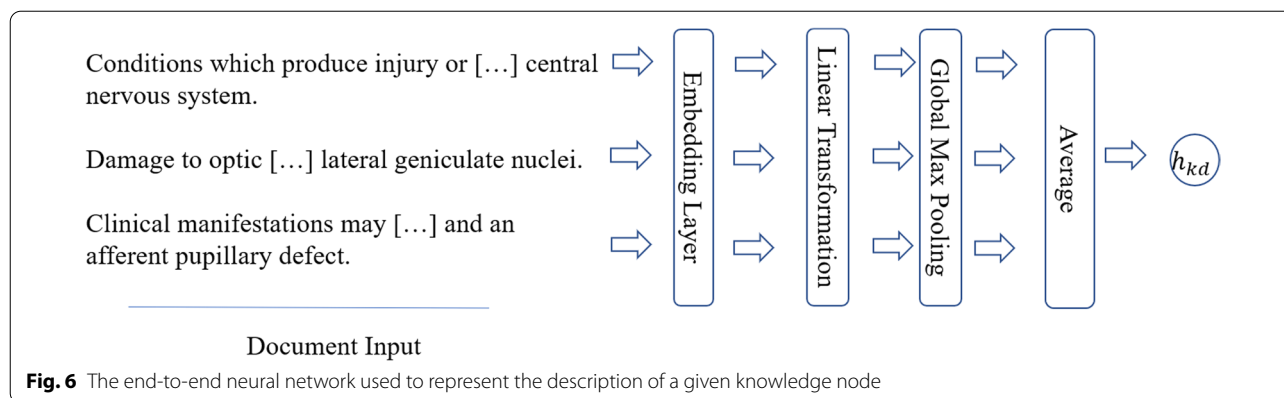 Conditions which produce injury or […] central
nervous system.
Damage to optic […] lateral geniculate nuclei.
Clinical manifestations may […] and an
afferent pupillary defect.
Document Input
Embedding Layer
Linear Transformation
Global Max Pooling
Average
h_{kd}
Fig. 6 The end-to-end neural network used to represent the description of a given knowledge node